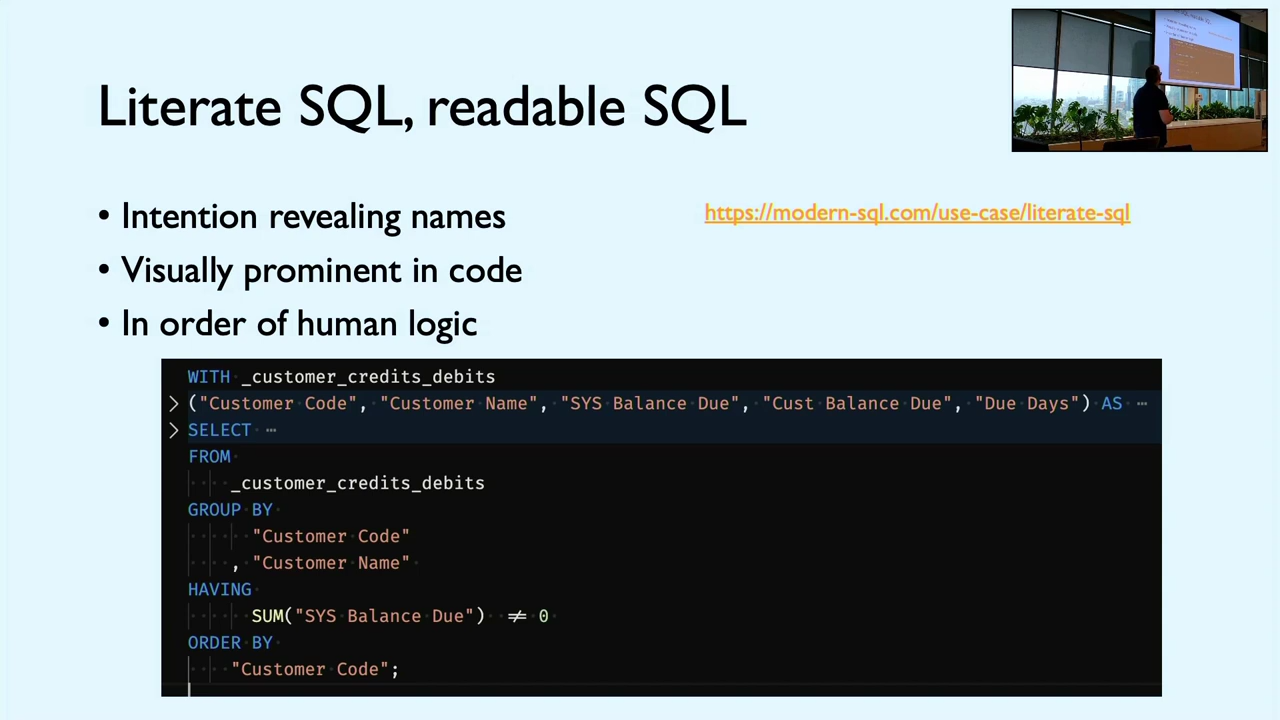 Literate SQL, readable SQL
• Intention revealing names
• Visually prominent in code
• In order of human logic
https://modern-sql.com/use-case/literate-sql
WITH _customer_credits_debits
("Customer Code", "Customer Name", "SYS Balance Due", "Cust Balance Due", "Due Days") AS ⋯
SELECT ⋯
FROM
_customer_credits_debits
GROUP BY
"Customer Code"
, "Customer Name"
HAVING
SUM("SYS Balance Due") ≠ 0
ORDER BY
"Customer Code";